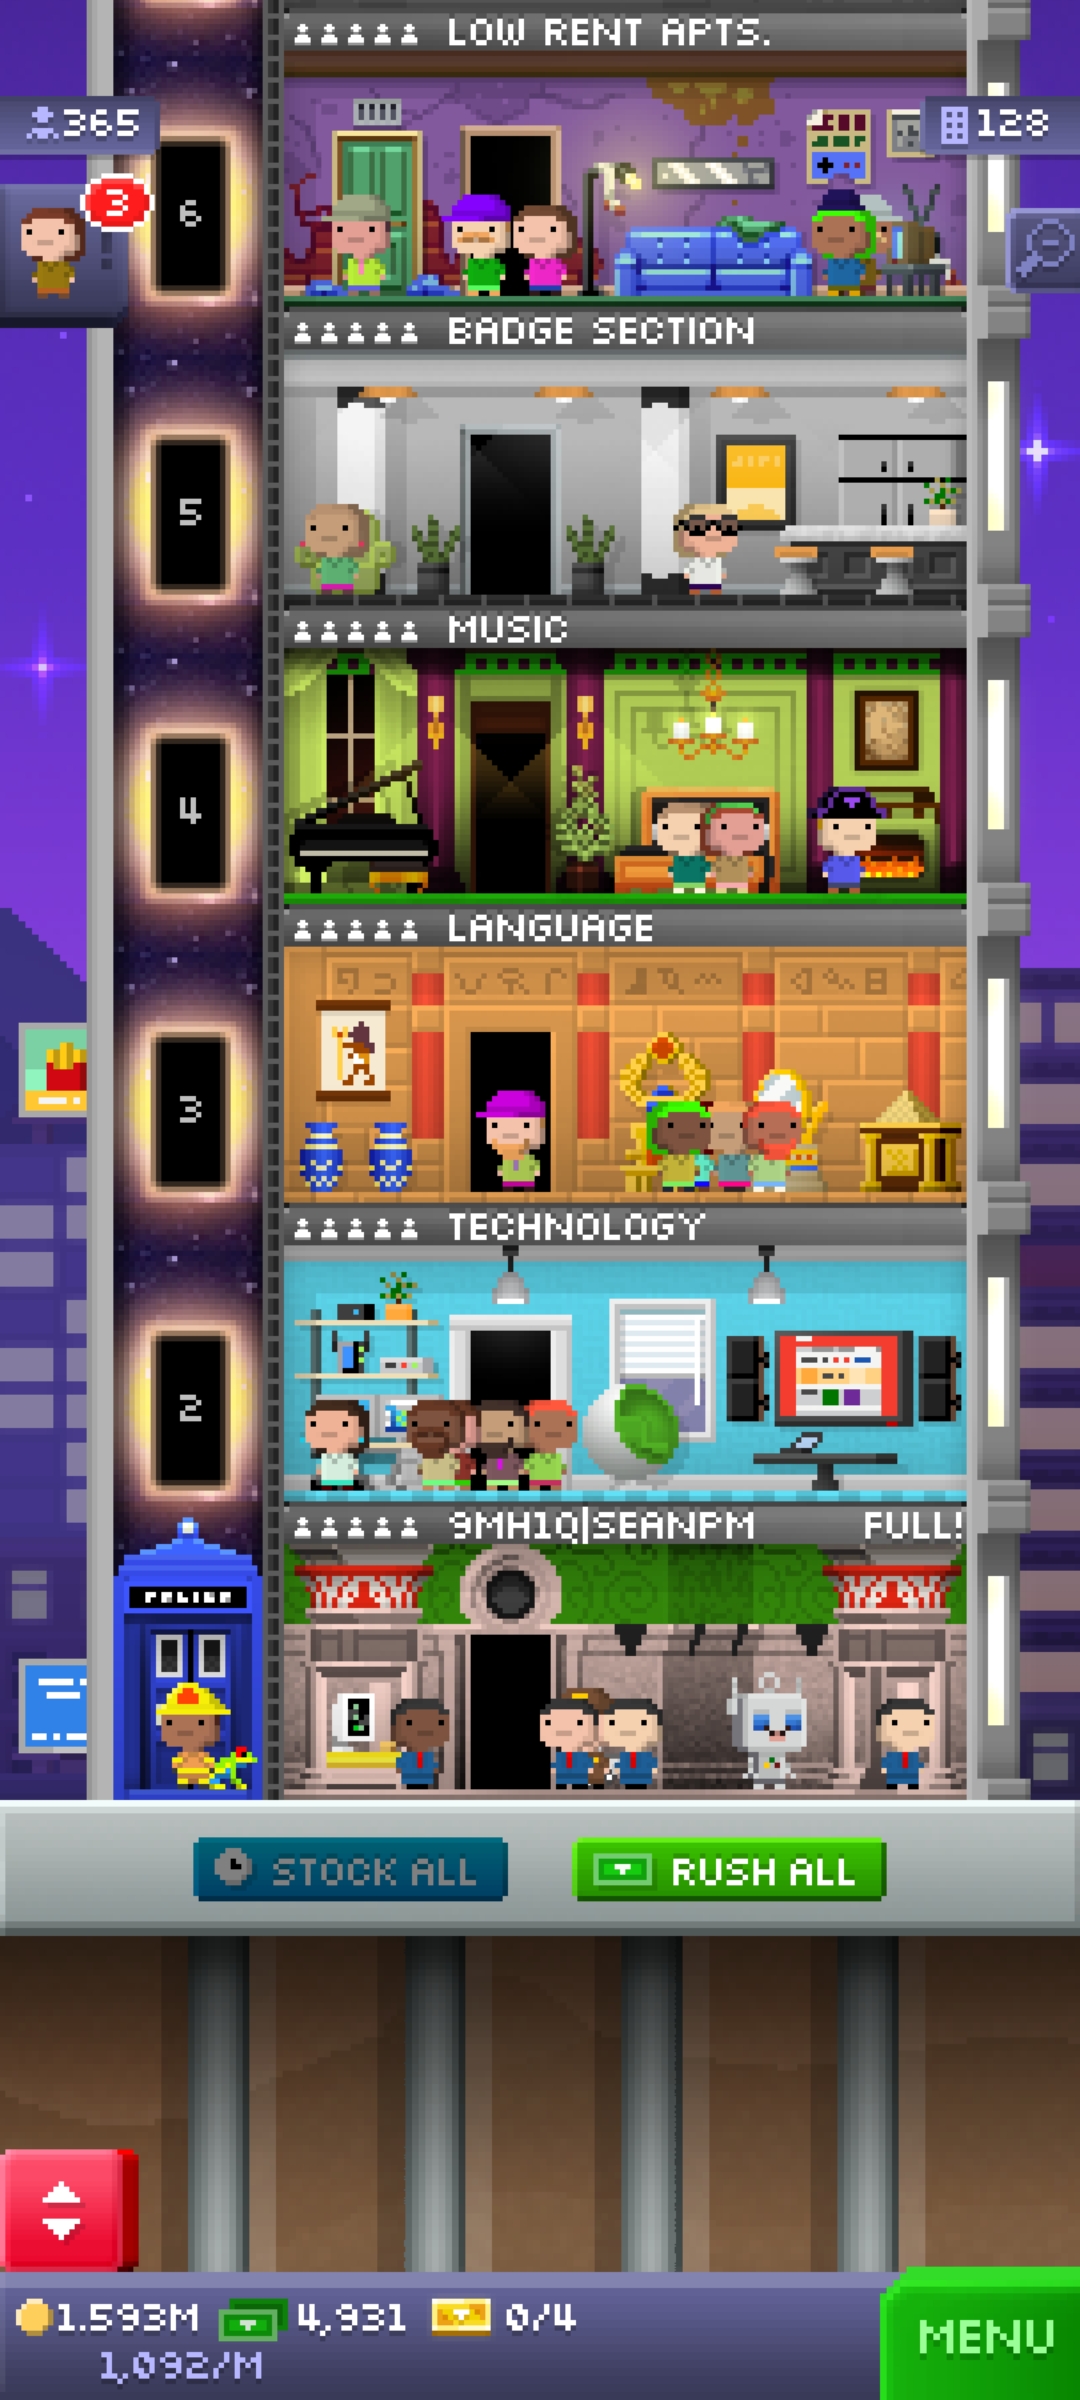 LOW RENT APTS.
365
128
3
6
BADGE SECTION
5
MUSIC
4
LANGUAGE
3
TECHNOLOGY
2
9MH1Q|SEANPM FULL!
POLICE
STOCK ALL
RUSH ALL
1.593M 4,931 0/4
1,092/M
MENU